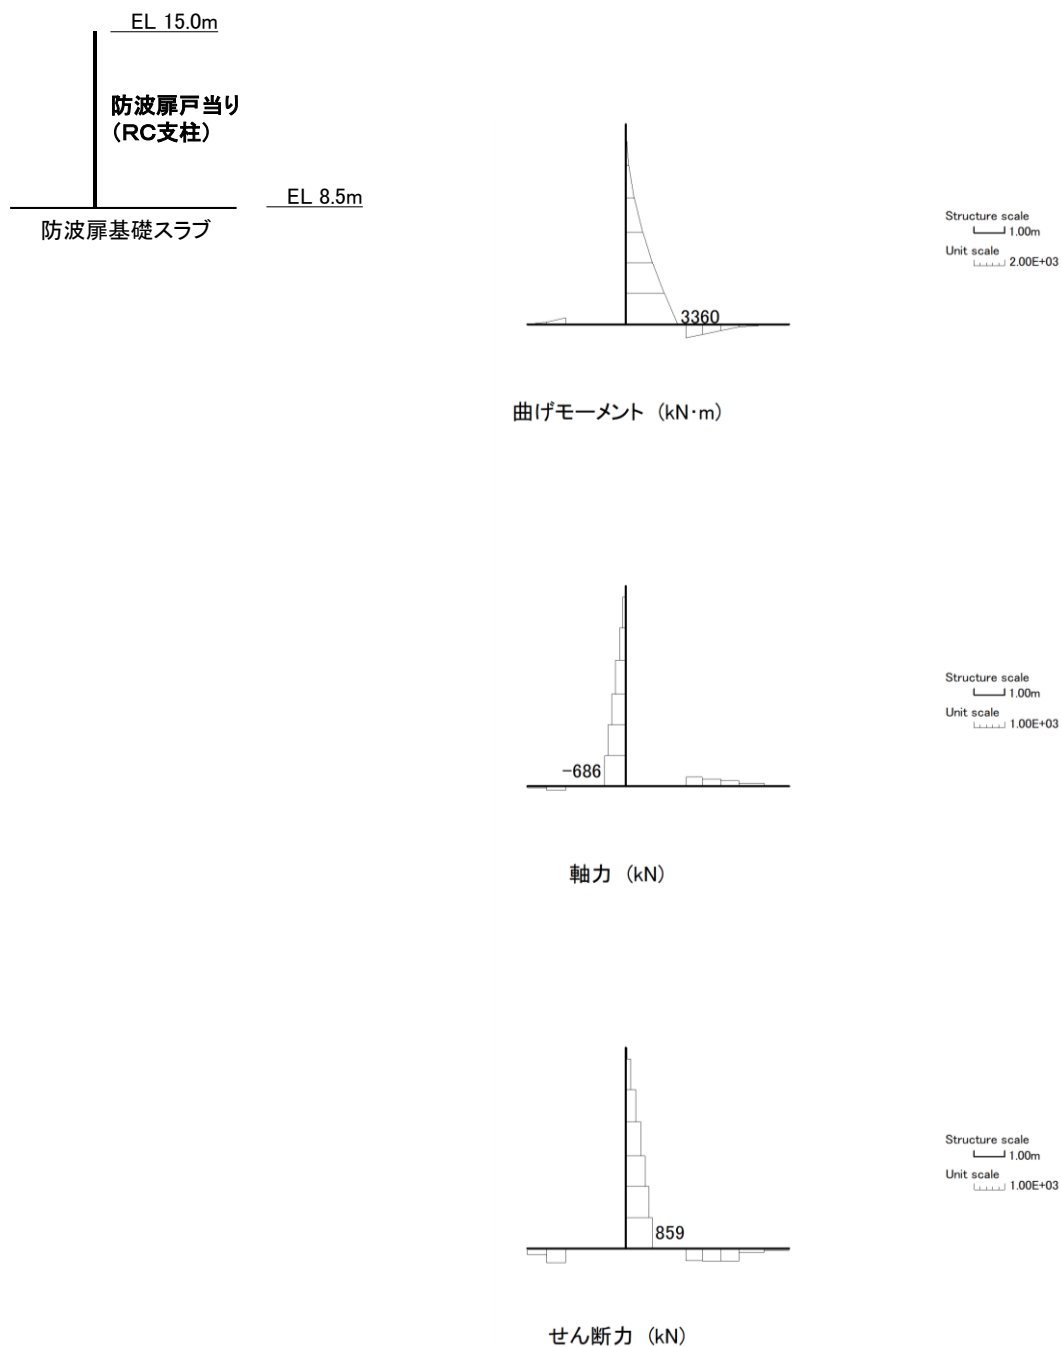 EL 15.0m
防波扉戸当り
（RC支柱）
EL 8.5m
防波扉基礎スラブ
3360
Structure scale
1.00m
Unit scale
2.00E+03
曲げモーメント （kN･m）
-686
Structure scale
1.00m
Unit scale
1.00E+03
軸力 （kN）
859
Structure scale
1.00m
Unit scale
1.00E+03
せん断力 （kN）